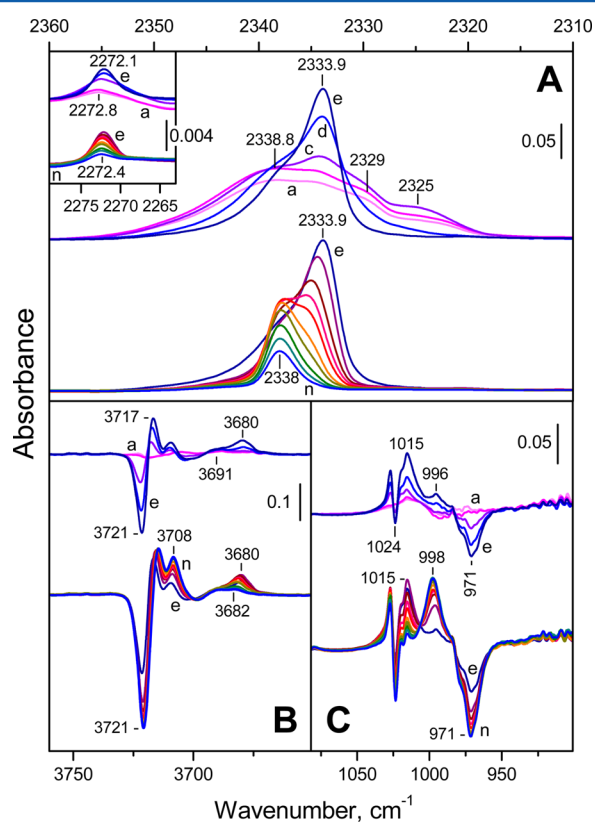 2360 2350 2340 2330 2320 2310
2272.1
e
2272.8
a
0.004
e
n
2272.4
2275 2270 2265
A
2333.9
e
0.05
d
2338.8
c
2329
a
2325
2333.9
e
2338
n
Absorbance
3717
a
3680
3691
e
0.1
3721
3708
n
3680
e
3682
3721
B
1015
0.05
996
a
1024
e
971
998
1015
e
971
n
C
3750 3700 1050 1000 950
Wavenumber, cm-1